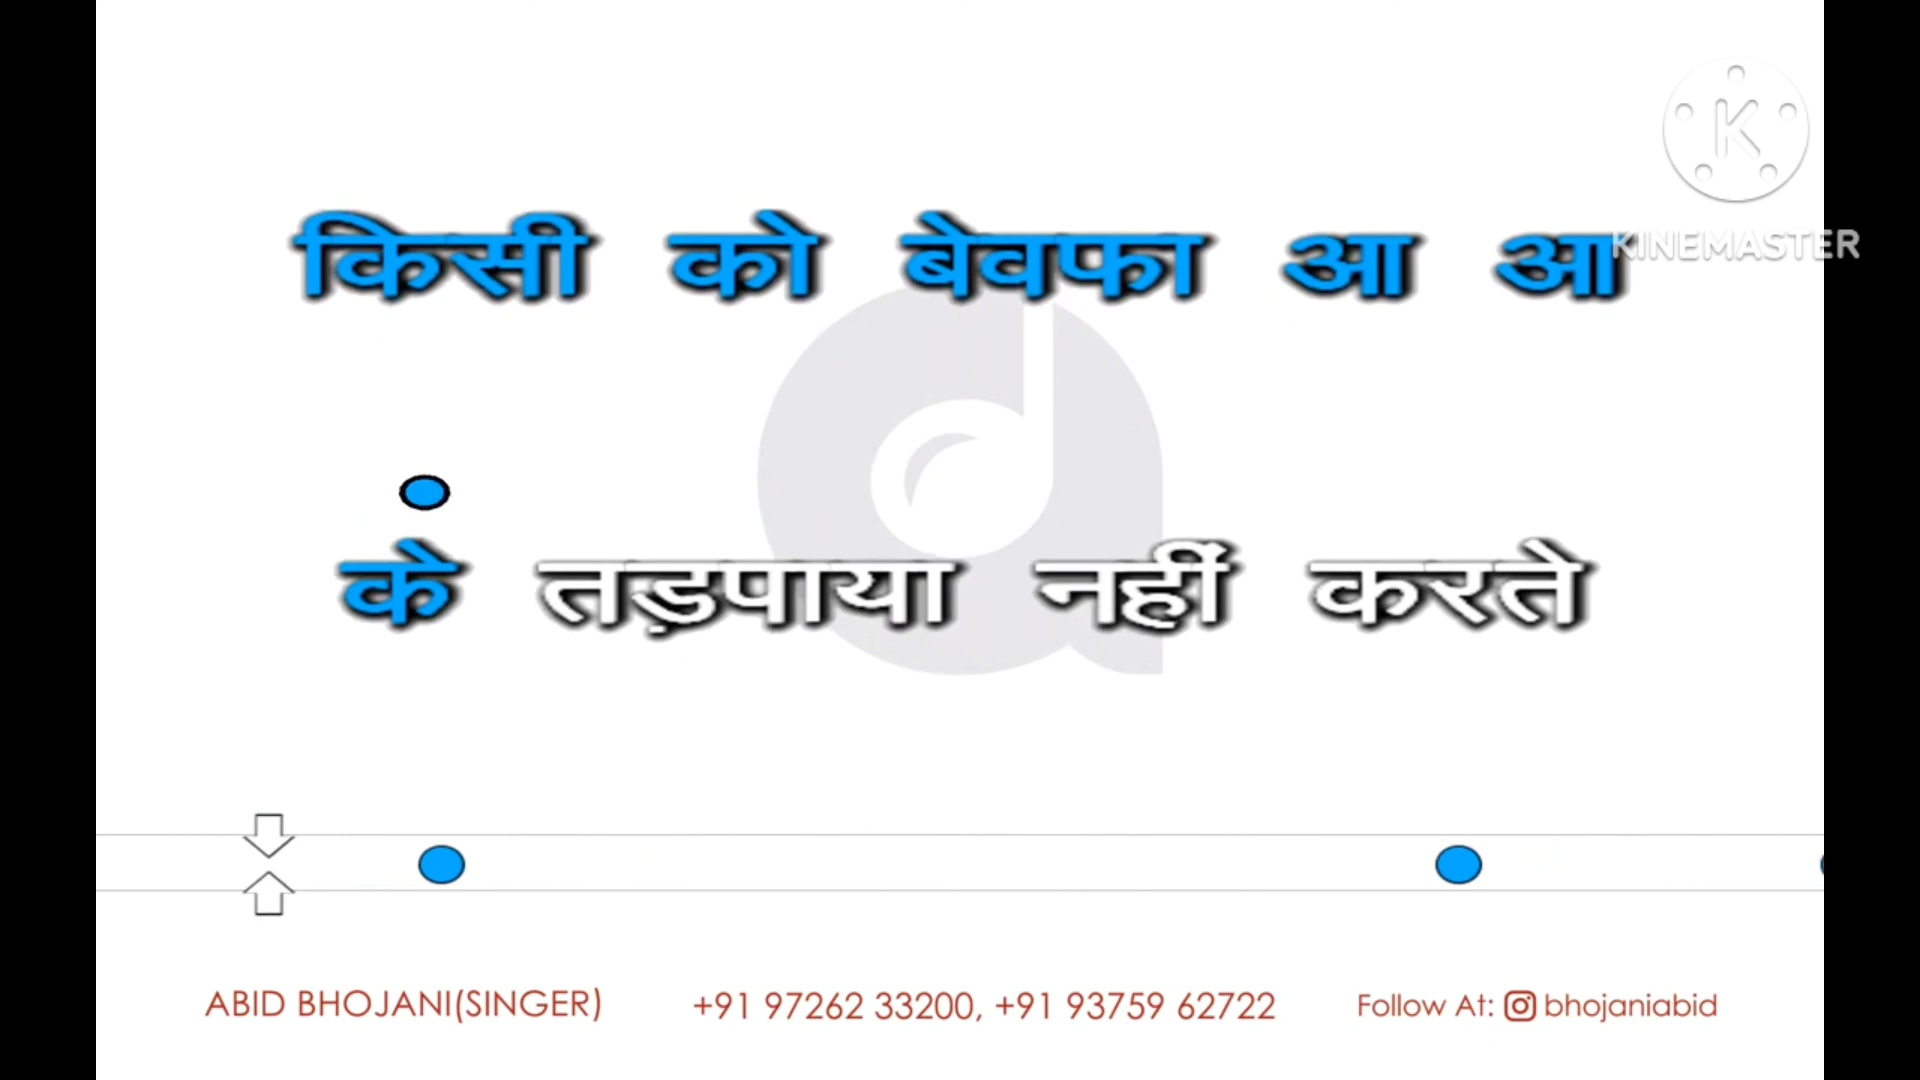 KINEMASTER
किसी को बेवफा आ आ
के तड़पाया नहीं करते
ABID BHOJANI(SINGER) +91 97262 33200, +91 93759 62722 Follow At: bhojaniabid